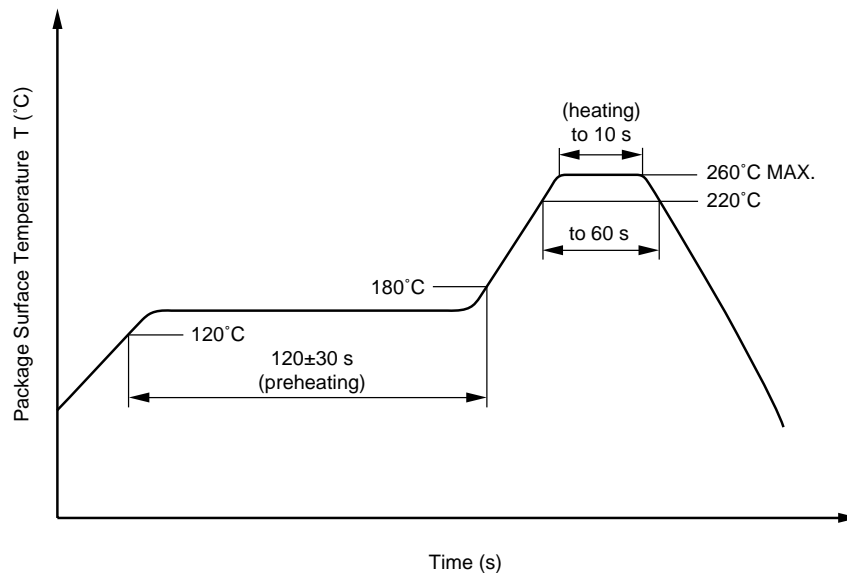 Package Surface Temperature T (˚C)
(heating)
to 10 s
260˚C MAX.
220˚C
to 60 s
180˚C
120˚C
120±30 s
(preheating)
Time (s)